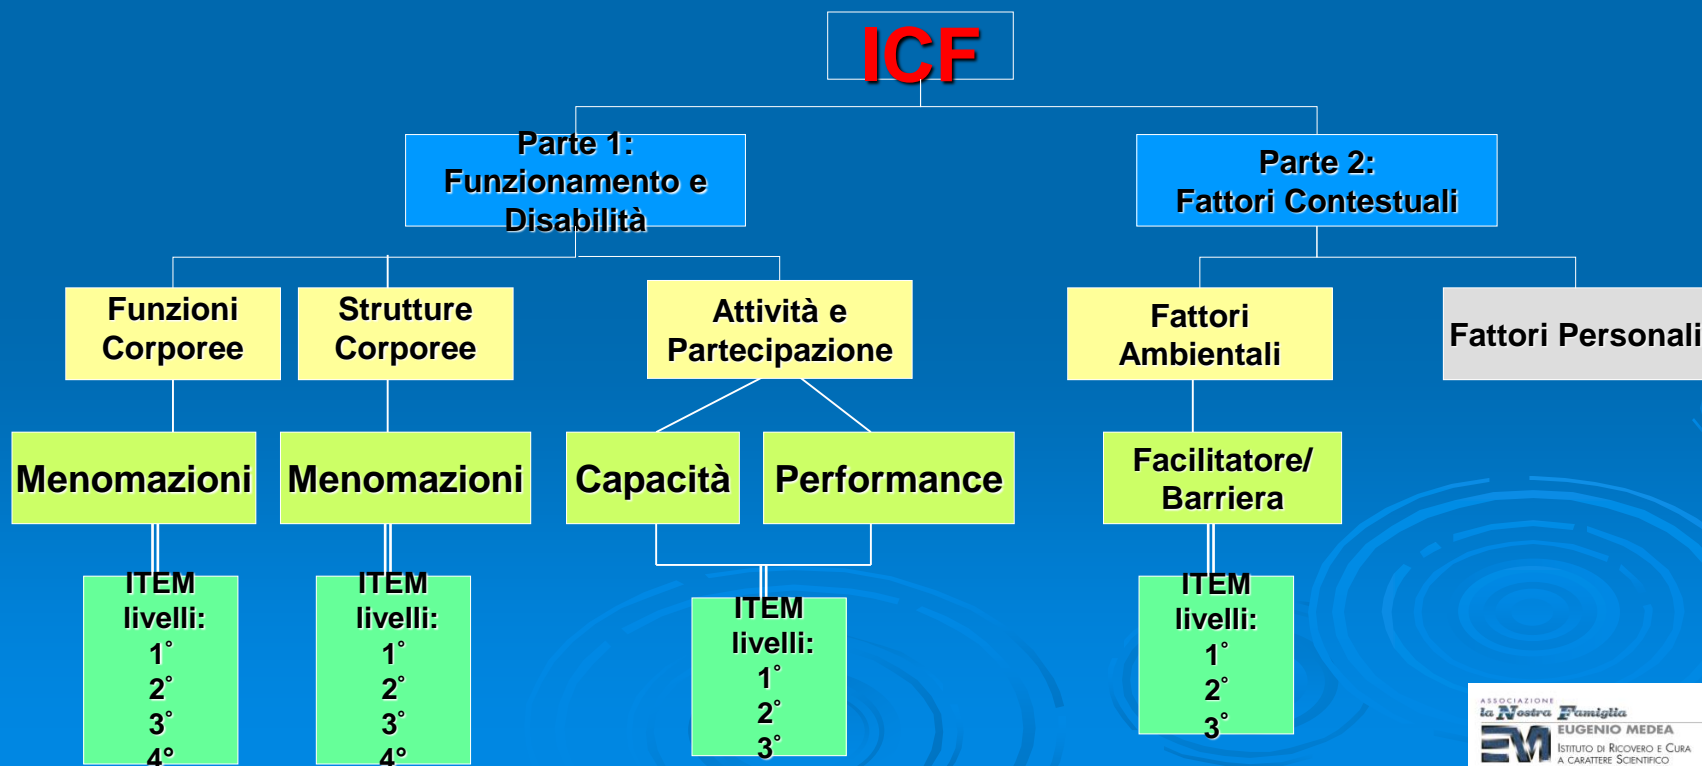 ICF
Parte 1:
Funzionamento e
Disabilità
Parte 2:
Fattori Contestuali
Funzioni
Corporee
Strutture
Corporee
Attività e
Partecipazione
Fattori
Ambientali
Fattori Personali
Menomazioni
Menomazioni
Capacità
Performance
Facilitatore/
Barriera
ITEM
livelli:
1°
2°
3°
4°
ITEM
livelli:
1°
2°
3°
4°
ITEM
livelli:
1°
2°
3°
ITEM
livelli:
1°
2°
3°
ASSOCIAZIONE
la Nostra Famiglia
EUGENIO MEDEA
EM
ISTITUTO DI RICOVERO E CURA
A CARATTERE SCIENTIFICO